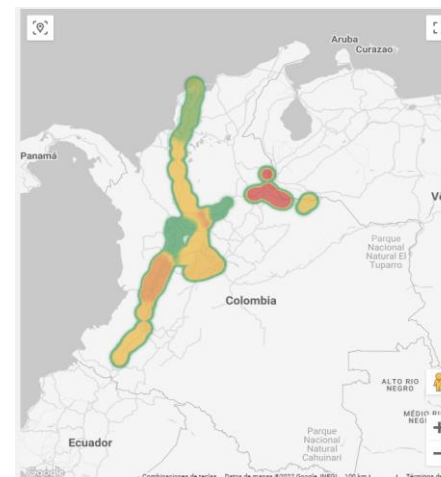 Aruba
Curazao
Panamá
Parque
Nacional
Natural El
Tuparro
Colombia
ALTO RIO
NEGRO
Ecuador
Parque
Nacional
Natural
Cahuinari
Google
Combinaciones de teclas
Datos de mapas ©2022 Google, INEGI
100 km